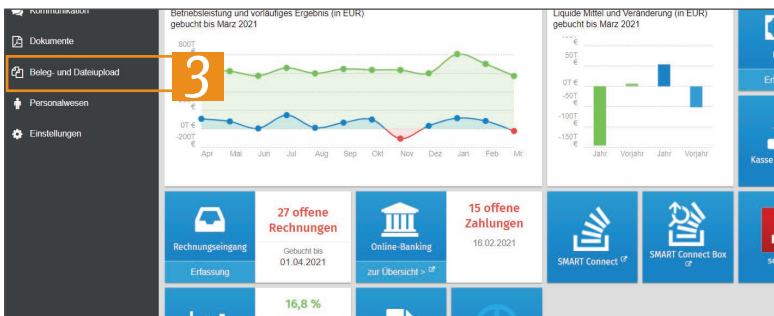 Kommunikation
Dokumente
Beleg- und Dateiupload
Personalwesen
Einstellungen
3
Betriebsleistung und vorläufiges Ergebnis (in EUR)
gebucht bis März 2021
800T
€
€
0T €
-200T
€
Apr Mai Jun Jul Aug Sep Okt Nov Dez Jan Feb Mr.
Liquide Mittel und Veränderung (in EUR)
gebucht bis März 2021
€
50T
€
0T €
-50T
€
-100T
€
-150T
€
Jahr Vorjahr Jahr Vorjahr
Kasse
Rechnungseingang
Erfassung
27 offene
Rechnungen
Gebucht bis
01.04.2021
Online-Banking
zur Übersicht >
15 offene
Zahlungen
16.02.2021
SMART Connect
SMART Connect Box
16,8 %